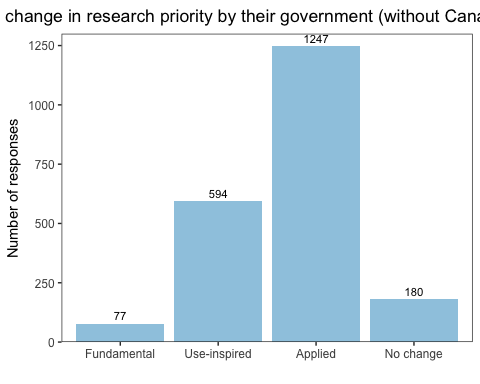 change in research priority by their government (without Cana
1250
1000
750
500
250
0
Number of responses
77
594
1247
180
Fundamental
Use-inspired
Applied
No change